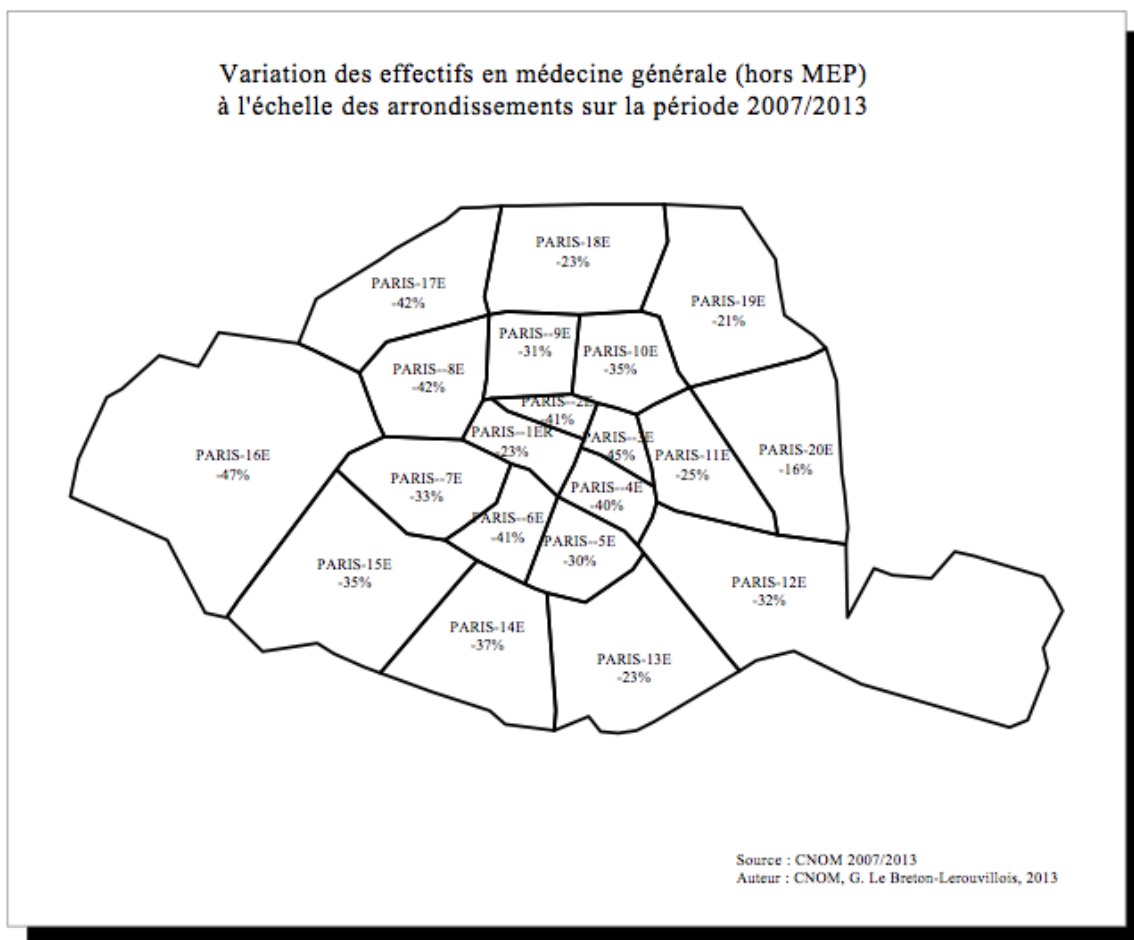 Variation des effectifs en médecine générale (hors MEP)
à l'échelle des arrondissements sur la période 2007/2013
PARIS-18E
-23%
PARIS-17E
-42%
PARIS-19E
-21%
PARIS--9E
-31%
PARIS-10E
-35%
PARIS--8E
-42%
PARIS--2E
-41%
PARIS--1ER
-23%
PARIS--3E
-45%
PARIS-11E
-25%
PARIS-20E
-16%
PARIS-16E
-47%
PARIS--7E
-33%
PARIS--4E
-40%
PARIS--6E
-41%
PARIS--5E
-30%
PARIS-15E
-35%
PARIS-12E
-32%
PARIS-14E
-37%
PARIS-13E
-23%
Source : CNOM 2007/2013
Auteur : CNOM, G. Le Breton-Lerouvillois, 2013